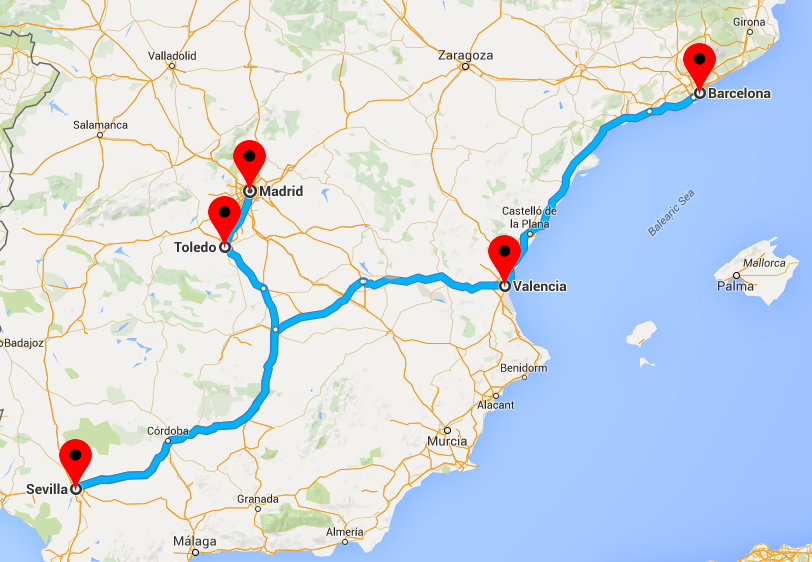 Girona
Valladolid
Zaragoza
Barcelona
Salamanca
Madrid
Castelló de
la Plana
Balearic Sea
Toledo
Mallorca
Palma
Valencia
Badajoz
Benidorm
Alacant
Córdoba
Murcia
Sevilla
Granada
Almería
Málaga